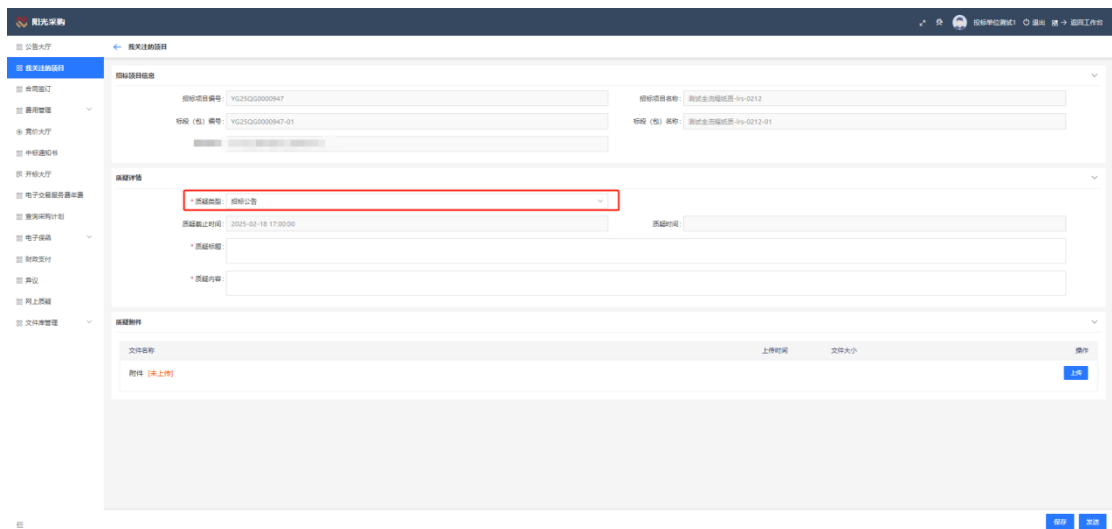 阳光采购
投标单位测试1 退出 返回工作台
公告大厅
我关注的项目
合同签订
费用管理
竞价大厅
中标通知书
开标大厅
电子交易服务费年费
查询采购计划
电子保函
财政支付
异议
网上质疑
文件库管理
我关注的项目
招标项目信息
招标项目编号: YG25QG0000947 招标项目名称: 测试全流程纸质-lrs-0212
标段（包）编号: YG25QG0000947-01 标段（包）名称: 测试全流程纸质-lrs-0212-01
质疑详情
* 质疑类型: 招标公告
质疑截止时间: 2025-02-18 17:00:00 质疑时间:
* 质疑标题:
* 质疑内容:
质疑附件
文件名称 上传时间 文件大小 操作
附件 [未上传] 上传
保存 发送